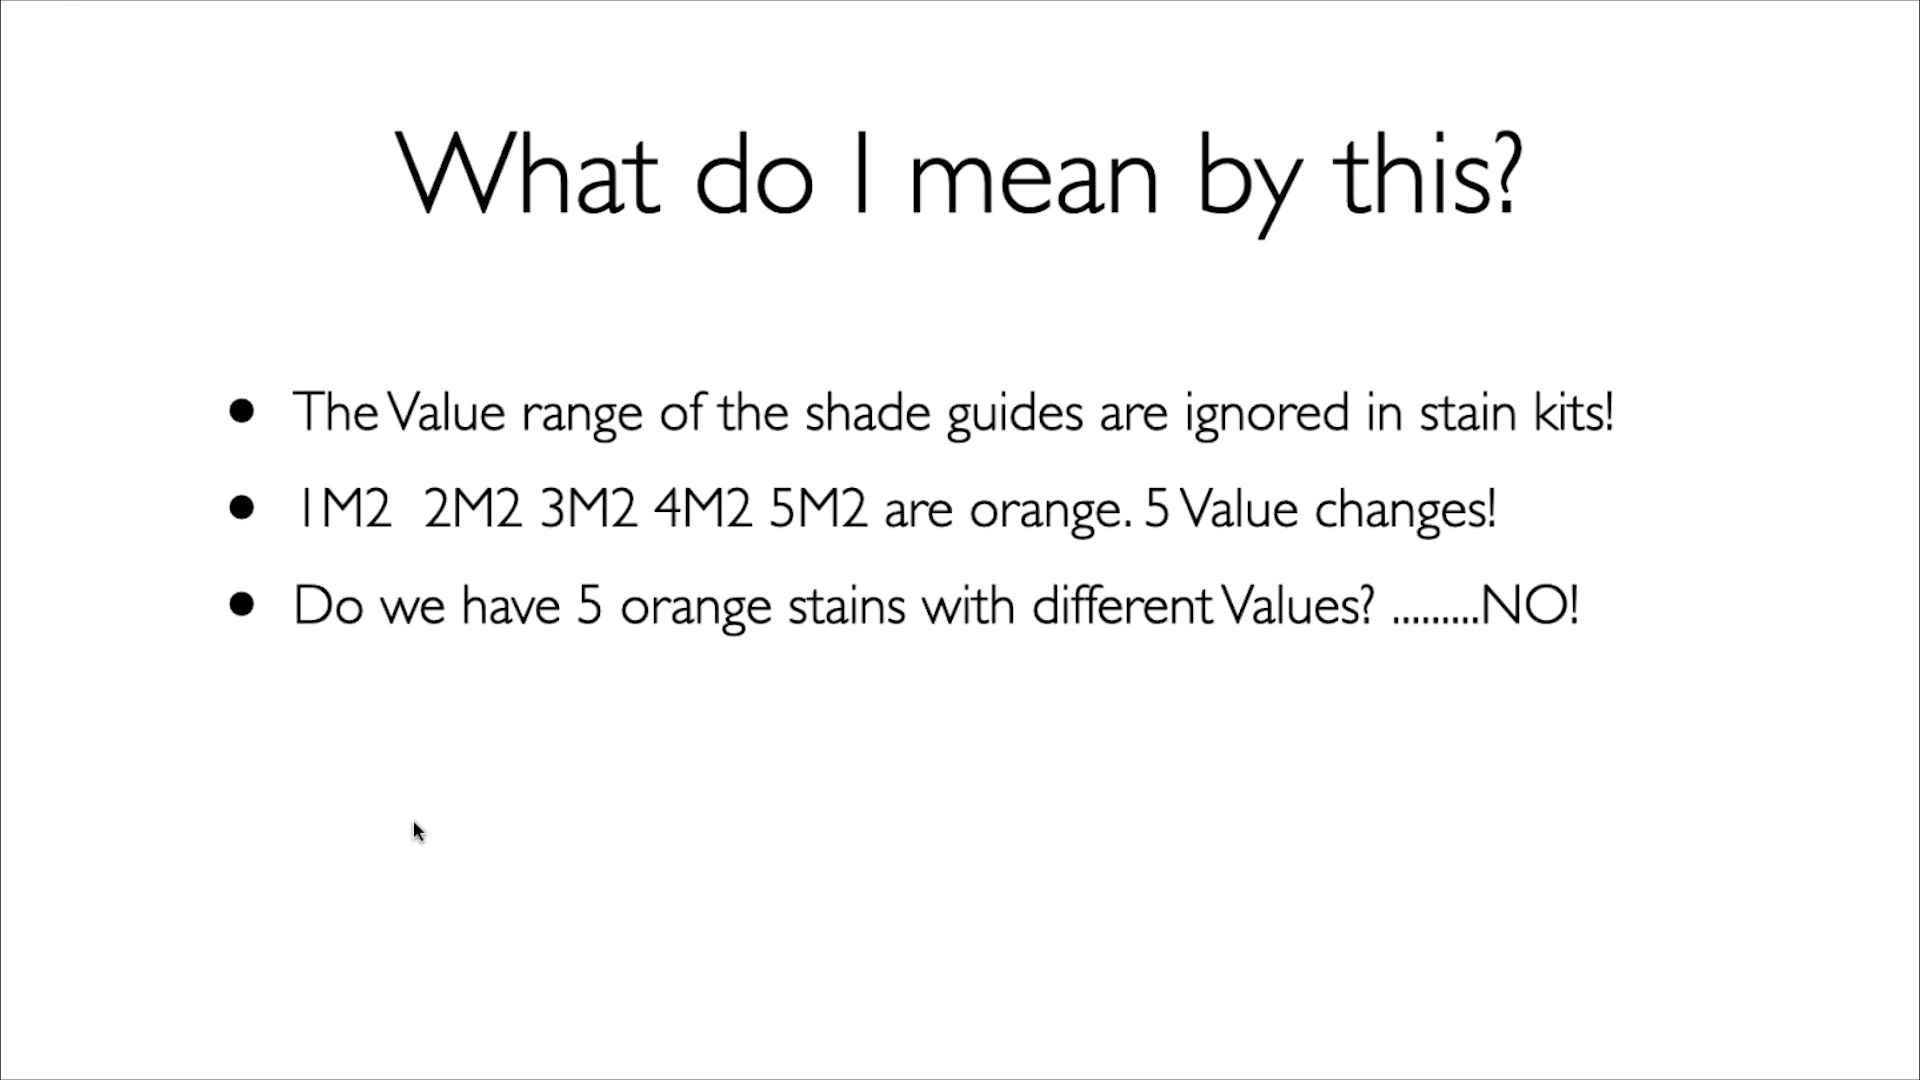 What do I mean by this?
• The Value range of the shade guides are ignored in stain kits!
• 1M2 2M2 3M2 4M2 5M2 are orange. 5 Value changes!
• Do we have 5 orange stains with different Values? .........NO!